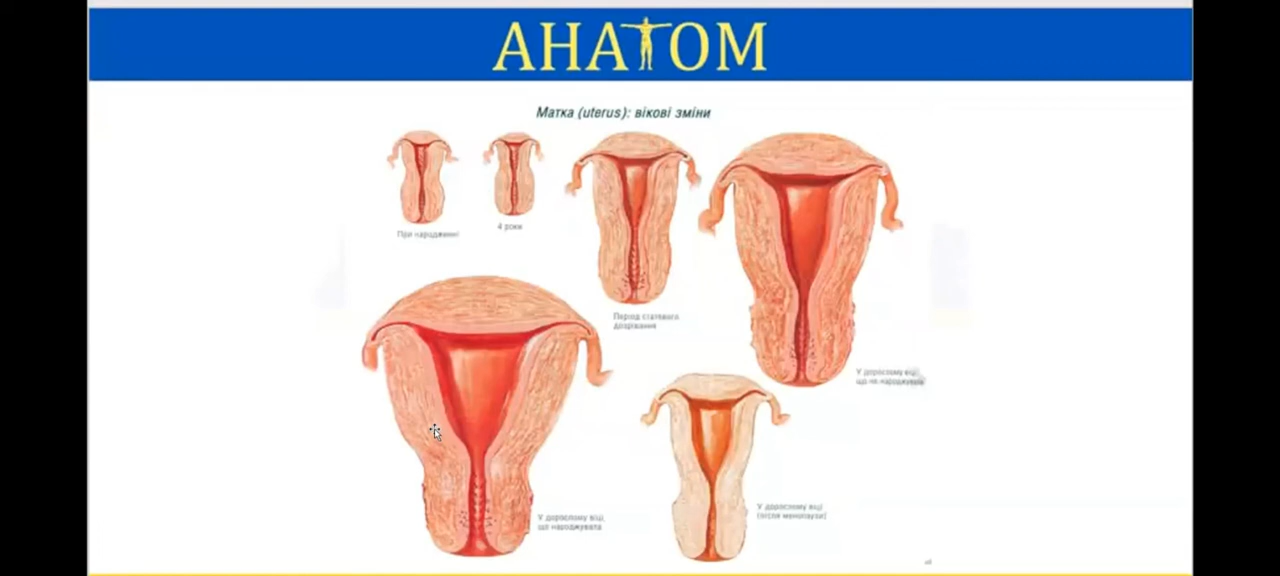 АНАТОМ
Матка (uterus): вікові зміни
При народженні
4 роки
Період статевого
дозрівання
У дорослому віці,
що не народжувала
У дорослому віці,
що народжувала
У дорослому віці
(після менопаузи)